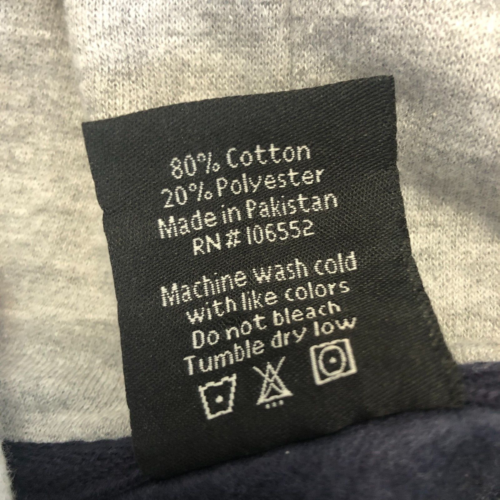 80% Cotton
20% Polyester
Made in Pakistan
RN# 106552
Machine wash cold
with like colors
Do not bleach
Tumble dry low